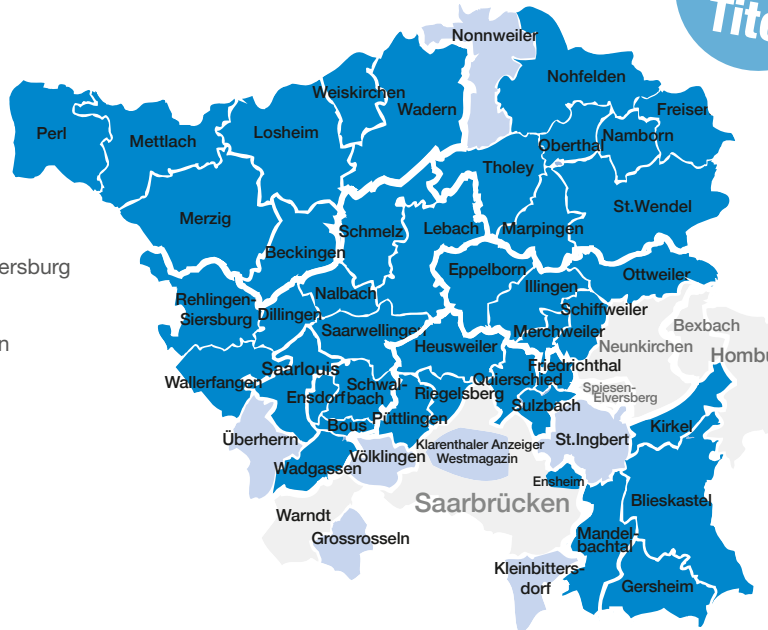 Tite
Nonnweiler
Nohfelden
Weiskirchen
Wadern
Freisen
Perl
Mettlach
Losheim
Oberthal
Namborn
Tholey
St.Wendel
Merzig
Schmelz
Lebach
Marpingen
Beckingen
ersburg
Eppelborn
Ottweiler
Illingen
Nalbach
Rehlingen-
Siersburg
Dillingen
Schiffweiler
Saarwellingen
Merchweiler
Bexbach
n
Heusweiler
Neunkirchen
Hombu
Friedrichthal
Saarlouis
Wallerfangen
Quierschied
Spiesen-
Elversberg
Ensdorf
Schwal-
bach
Riegelsberg
Sulzbach
Püttlingen
Bous
Kirkel
Überherrn
Klarenthaler Anzeiger
Westmagazin
St.Ingbert
Völklingen
Wadgassen
Ensheim
Saarbrücken
Blieskastel
Warndt
Grossrosseln
Mandel-
bachtal
Kleinbitters-
dorf
Gersheim